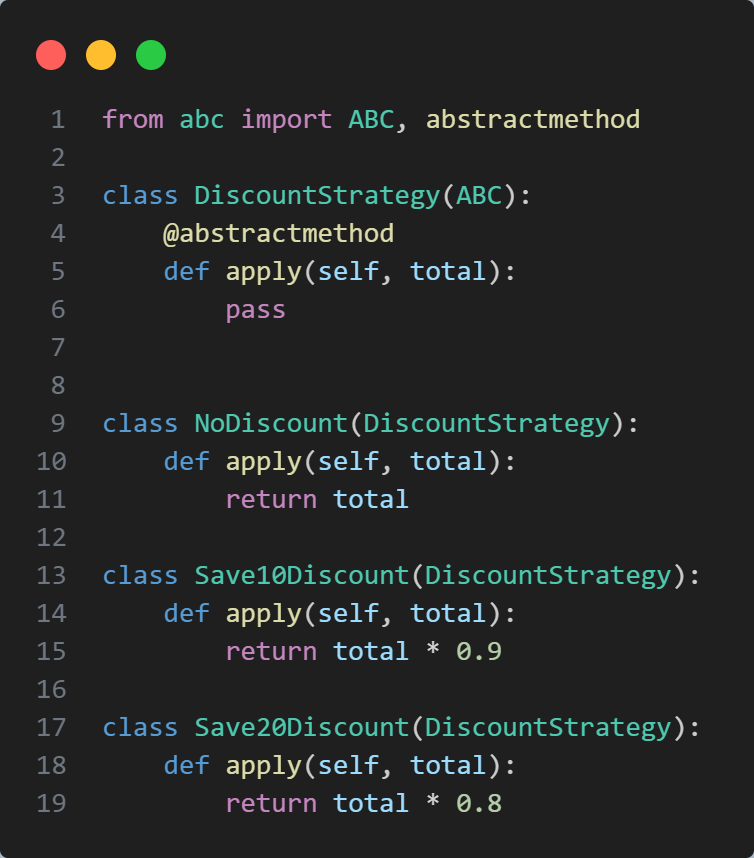 1 from abc import ABC, abstractmethod
2
3 class DiscountStrategy(ABC):
4     @abstractmethod
5     def apply(self, total):
6         pass
7
8
9 class NoDiscount(DiscountStrategy):
10     def apply(self, total):
11         return total
12
13 class Save10Discount(DiscountStrategy):
14     def apply(self, total):
15         return total * 0.9
16
17 class Save20Discount(DiscountStrategy):
18     def apply(self, total):
19         return total * 0.8